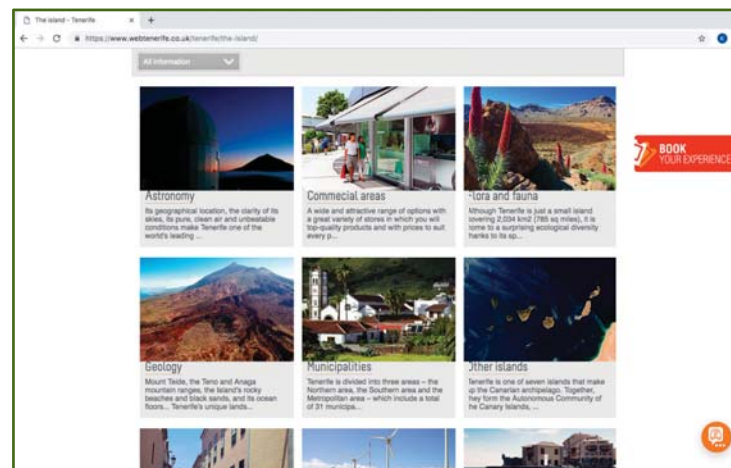 The island - Tenerife
https://www.webtenerife.co.uk/tenerife/the-island/
All information
BOOK
YOUR EXPERIENCE
Astronomy
Its geographical location, the clarity of its
skies, its pure, clean air and unbeatable
conditions make Tenerife one of the
world's leading ...
Commecial areas
A wide and attractive range of options with
a great variety of stores in which you will
top-quality products and with prices to suit
every p...
Flora and fauna
Although Tenerife is just a small island
covering 2,034 km2 (785 sq miles), it is
home to a surprising ecological diversity
thanks to its sp...
Geology
Mount Teide, the Teno and Anaga
mountain ranges, the Island's rocky
beaches and black sands, and its ocean
floors... Tenerife's unique lands...
Municipalities
Tenerife is divided into three areas – the
Northern area, the Southern area and the
Metropolitan area – which include a total
of 31 municipa...
Other islands
Tenerife is one of seven islands that make
up the Canarian archipelago. Together,
they form the Autonomous Community of
the Canary Islands, ...